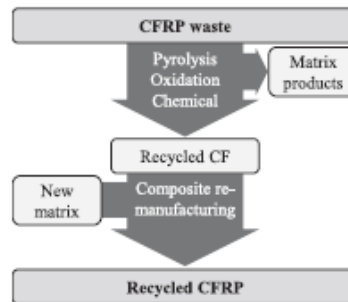 CFRP waste
Pyrolysis
Oxidation
Chemical
Matrix
products
Recycled CF
New
matrix
Composite re-
manufacturing
Recycled CFRP